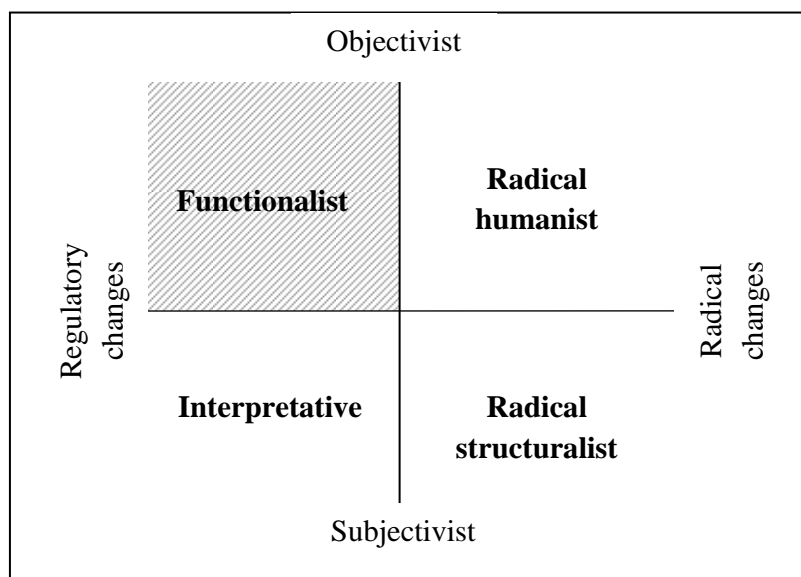 Objectivist
Functionalist
Radical
humanist
Regulatory
changes
Radical
changes
Interpretative
Radical
structuralist
Subjectivist